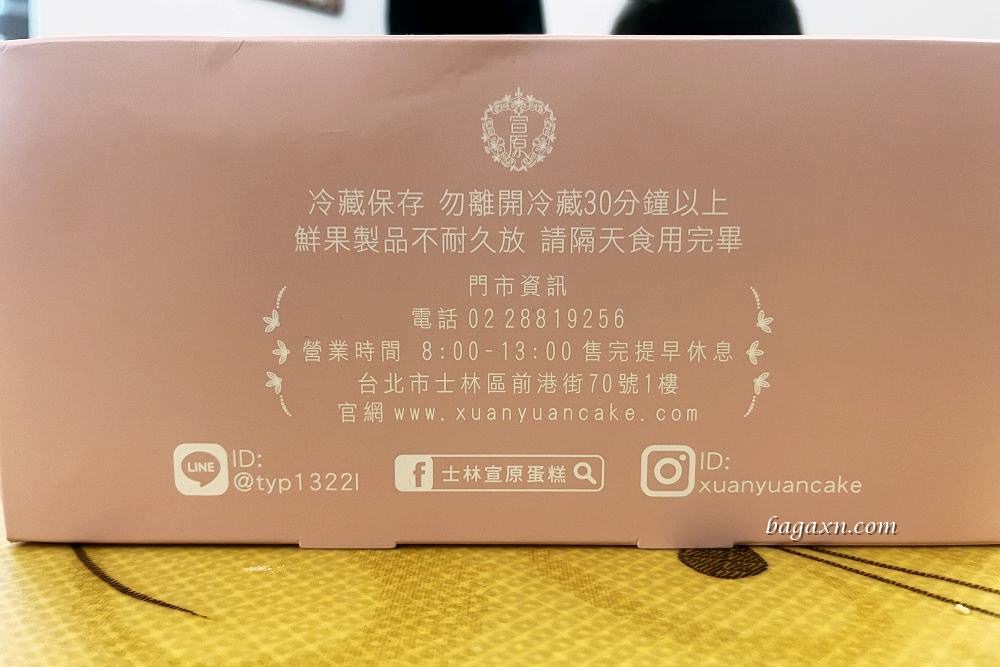 宣原
冷藏保存 勿離開冷藏30分鐘以上
鮮果製品不耐久放 請隔天食用完畢
門市資訊
電話 02 28819256
營業時間 8:00-13:00 售完提早休息
台北市士林區前港街70號1樓
官網 www.xuanyuancake.com
LINE ID:
@typ1322l
f 士林宣原蛋糕
ID:
xuanyuancake
bagaxn.com